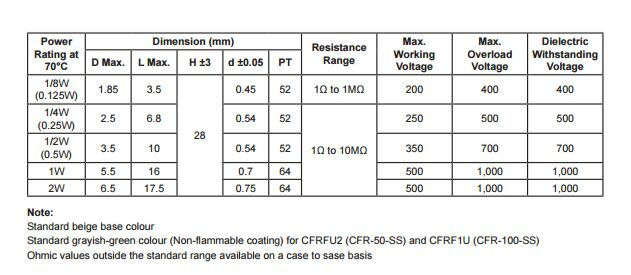 Power Rating at 70°C Dimension (mm) Resistance Range Max. Working Voltage Max. Overload Voltage Dielectric Withstanding Voltage
D Max. L Max. H ±3 d ±0.05 PT
1/8W (0.125W) 1.85 3.5 28 0.45 52 1Ω to 1MΩ 200 400 400
1/4W (0.25W) 2.5 6.8 0.54 52 1Ω to 10MΩ 250 500 500
1/2W (0.5W) 3.5 10 0.54 52 350 700 700
1W 5.5 16 0.7 64 500 1,000 1,000
2W 6.5 17.5 0.75 64 500 1,000 1,000
Note:
Standard beige base colour
Standard grayish-green colour (Non-flammable coating) for CFRFU2 (CFR-50-SS) and CFRF1U (CFR-100-SS)
Ohmic values outside the standard range available on a case to sase basis